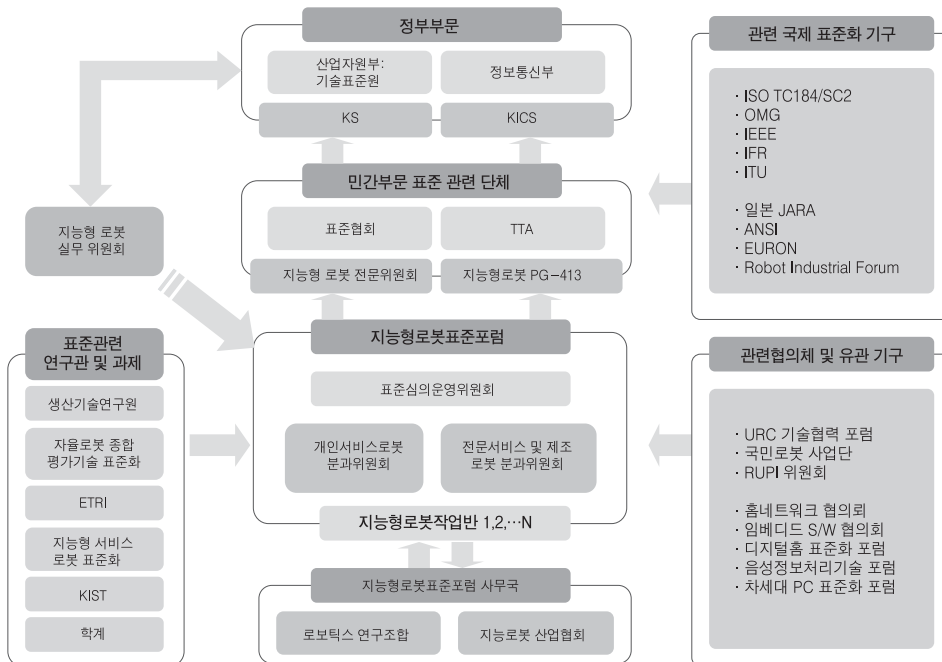 정부부문
산업자원부:
기술표준원
정보통신부
KS
KICS
민간부문 표준 관련 단체
표준협회
TTA
지능형 로봇 전문위원회
지능형로봇 PG-413
지능형 로봇
실무 위원회
지능형로봇표준포럼
표준심의운영위원회
개인서비스로봇
분과위원회
전문서비스 및 제조
로봇 분과위원회
지능형로봇작업반 1,2,…N
지능형로봇표준포럼 사무국
로보틱스 연구조합
지능로봇 산업협회
표준관련
연구관 및 과제
생산기술연구원
자율로봇 종합
평가기술 표준화
ETRI
지능형 서비스
로봇 표준화
KIST
학계
관련 국제 표준화 기구
· ISO TC184/SC2
· OMG
· IEEE
· IFR
· ITU
· 일본 JARA
· ANSI
· EURON
· Robot Industrial Forum
관련협의체 및 유관 기구
· URC 기술협력 포럼
· 국민로봇 사업단
· RUPI 위원회
· 홈네트워크 협의뢰
· 임베디드 S/W 협의회
· 디지털홈 표준화 포럼
· 음성정보처리기술 포럼
· 차세대 PC 표준화 포럼